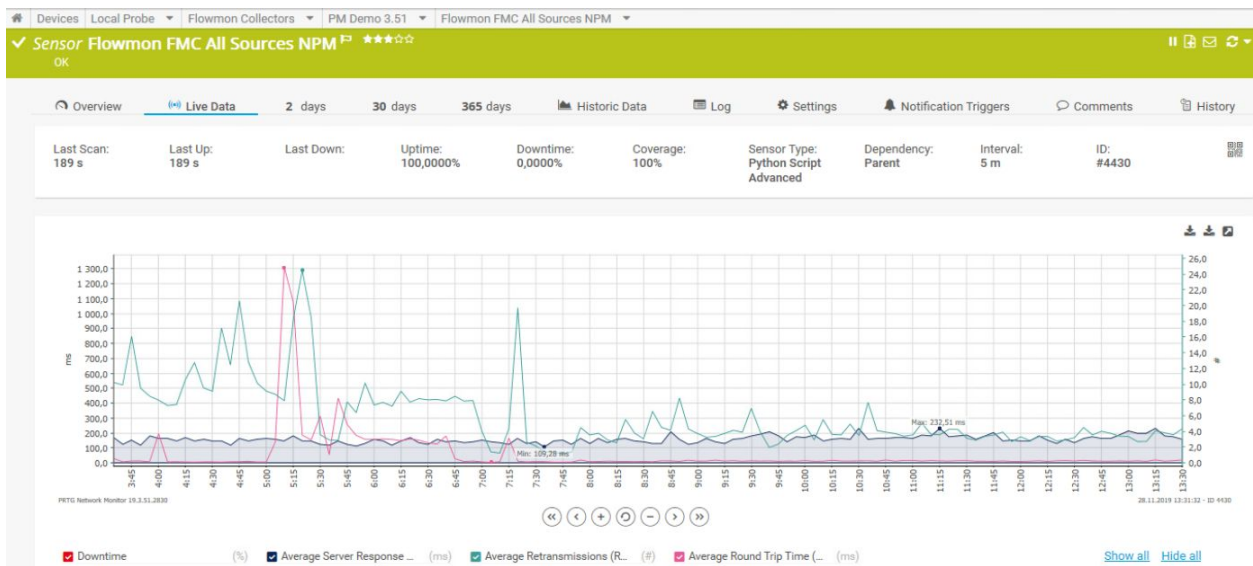 Devices Local Probe Flowmon Collectors PM Demo 3.51 Flowmon FMC All Sources NPM
Sensor Flowmon FMC All Sources NPM
OK
Overview Live Data 2 days 30 days 365 days Historic Data Log Settings Notification Triggers Comments History
Last Scan: Last Up: Last Down: Uptime: Downtime: Coverage: Sensor Type: Dependency: Interval: ID:
189 s 189 s 100,0000% 0,0000% 100% Python Script Parent 5 m #4430
Advanced
1 300,0 26,0
1 200,0 24,0
1 100,0 22,0
1 000,0 20,0
900,0 18,0
800,0 16,0
700,0 14,0
600,0 12,0
500,0 10,0
400,0 8,0
300,0 6,0
200,0 4,0
100,0 2,0
0,0 0,0
ms
#
Max: 232,51 ms
Min: 109,28 ms
3:45 4:00 4:15 4:30 4:45 5:00 5:15 5:30 5:45 6:00 6:15 6:30 6:45 7:00 7:15 7:30 7:45 8:00 8:15 8:30 8:45 9:00 9:15 9:30 9:45 10:00 10:15 10:30 10:45 11:00 11:15 11:30 11:45 12:00 12:15 12:30 12:45 13:00 13:15 13:30
PRTG Network Monitor 19.3.51.2830 28.11.2019 13:31:32 - ID 4430
Downtime (%) Average Server Response ... (ms) Average Retransmissions (R... (#) Average Round Trip Time (... (ms) Show all Hide all